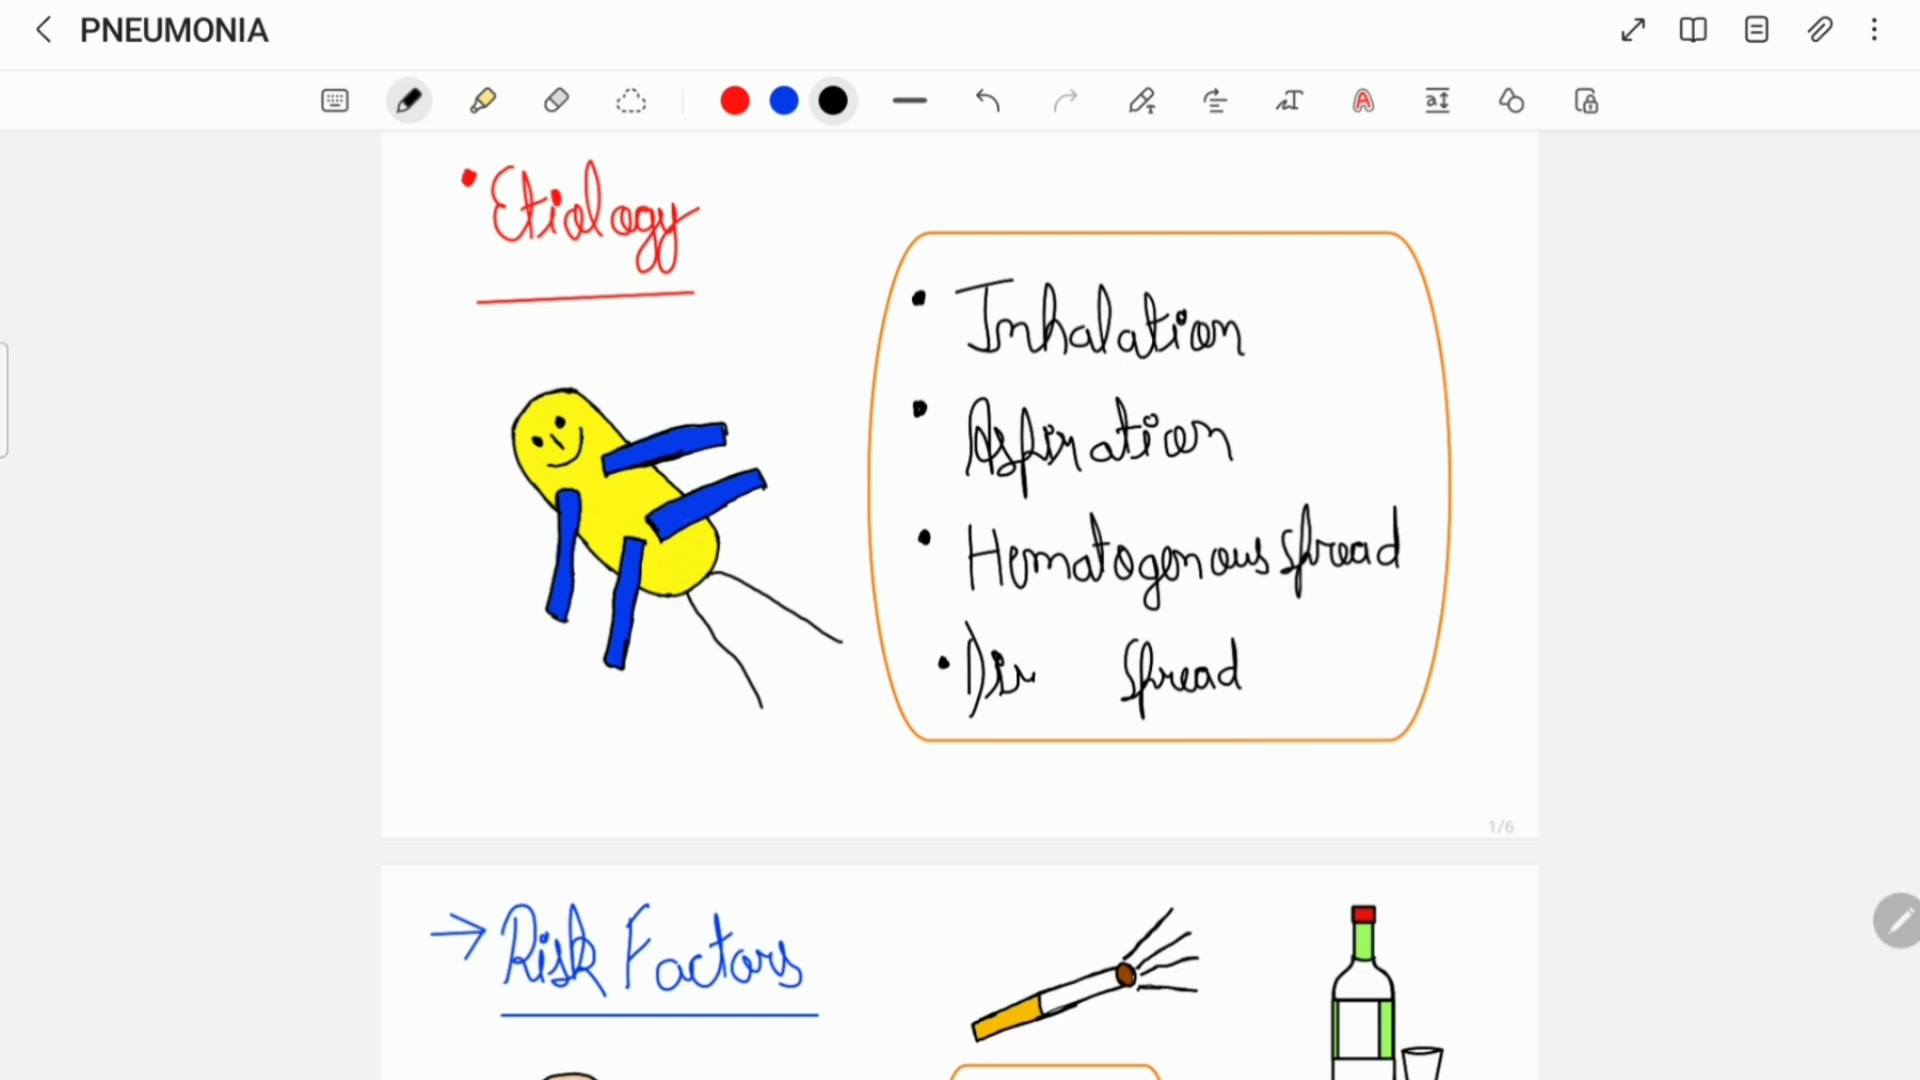 PNEUMONIA
A
a
• Etiology
• Inhalation
• Aspiration
• Hematogenous spread
• Dir spread
1/6
→ Risk Factors